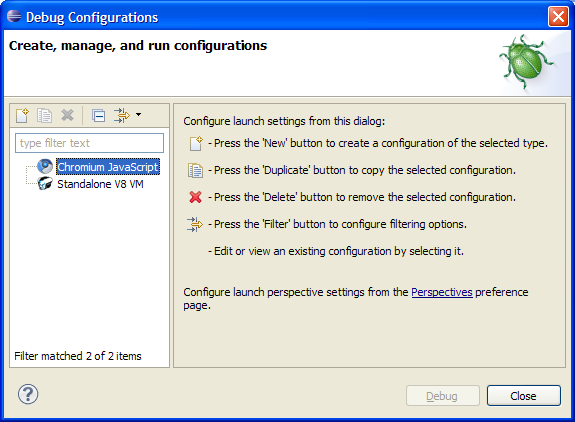 Debug Configurations
Create, manage, and run configurations
type filter text
Chromium JavaScript
Standalone V8 VM
Filter matched 2 of 2 items
Configure launch settings from this dialog:
- Press the 'New' button to create a configuration of the selected type.
- Press the 'Duplicate' button to copy the selected configuration.
- Press the 'Delete' button to remove the selected configuration.
- Press the 'Filter' button to configure filtering options.
- Edit or view an existing configuration by selecting it.
Configure launch perspective settings from the Perspectives preference
page.
?
Debug
Close